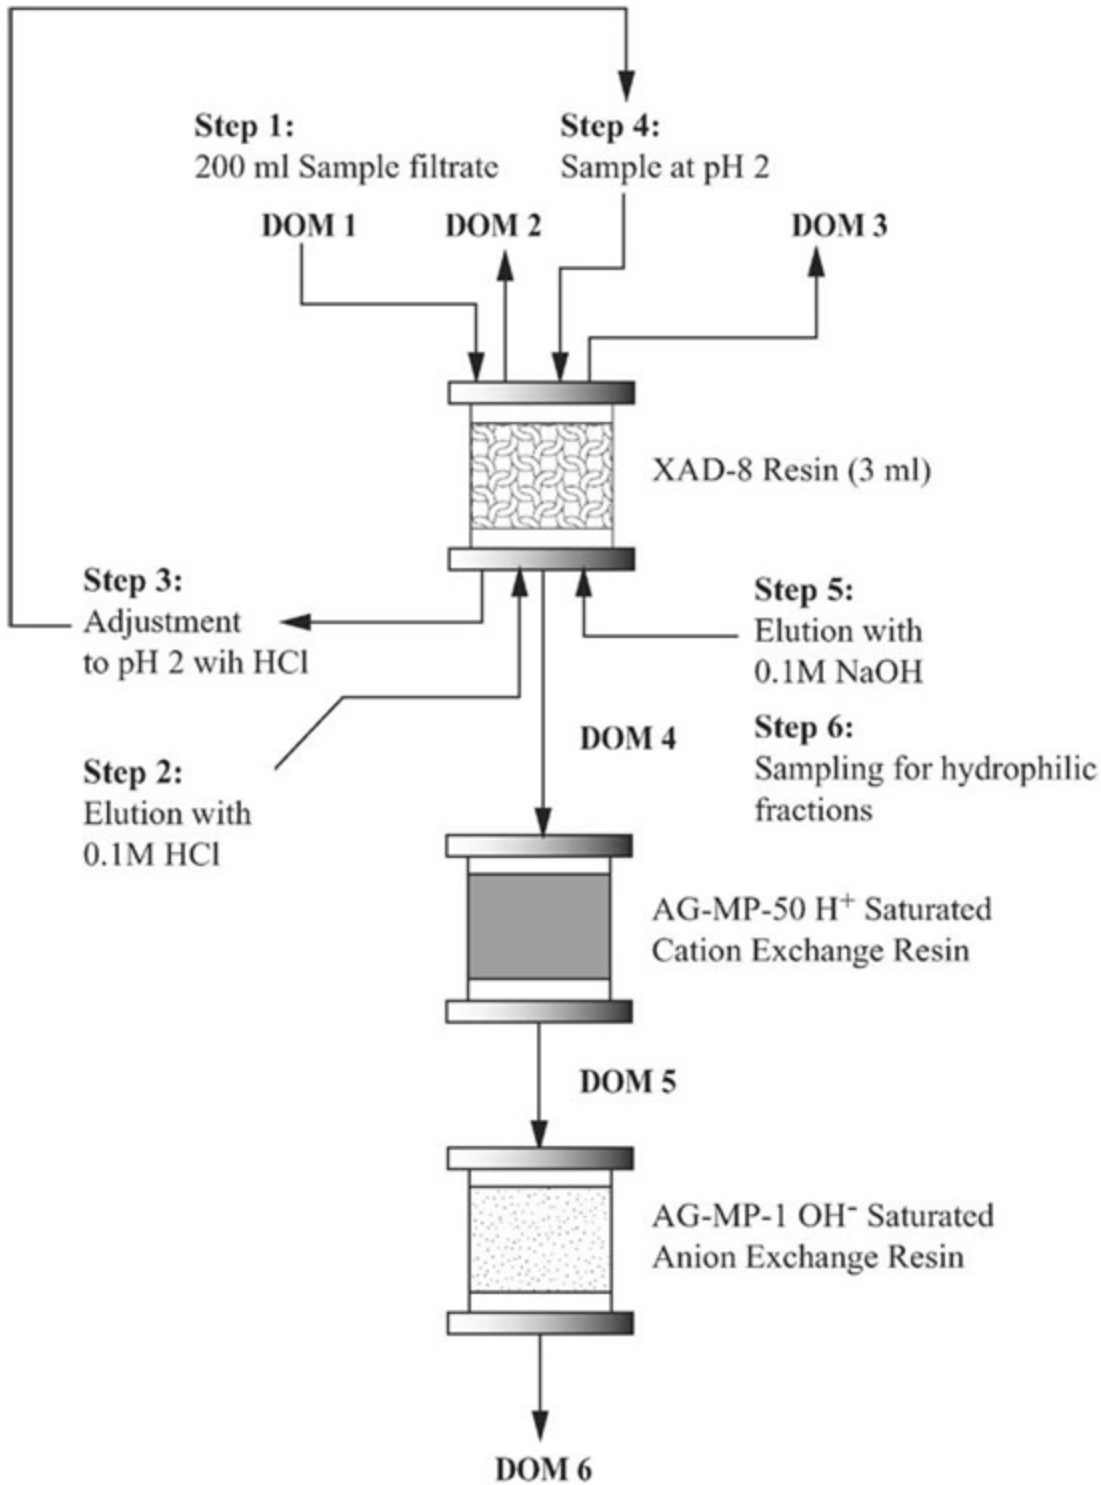 Step 1:
200 ml Sample filtrate
Step 4:
Sample at pH 2
DOM 1
DOM 2
DOM 3
XAD-8 Resin (3 ml)
Step 3:
Adjustment
to pH 2 wih HCl
Step 5:
Elution with
0.1M NaOH
Step 2:
Elution with
0.1M HCl
DOM 4
Step 6:
Sampling for hydrophilic
fractions
AG-MP-50 H⁺ Saturated
Cation Exchange Resin
DOM 5
AG-MP-1 OH⁻ Saturated
Anion Exchange Resin
DOM 6